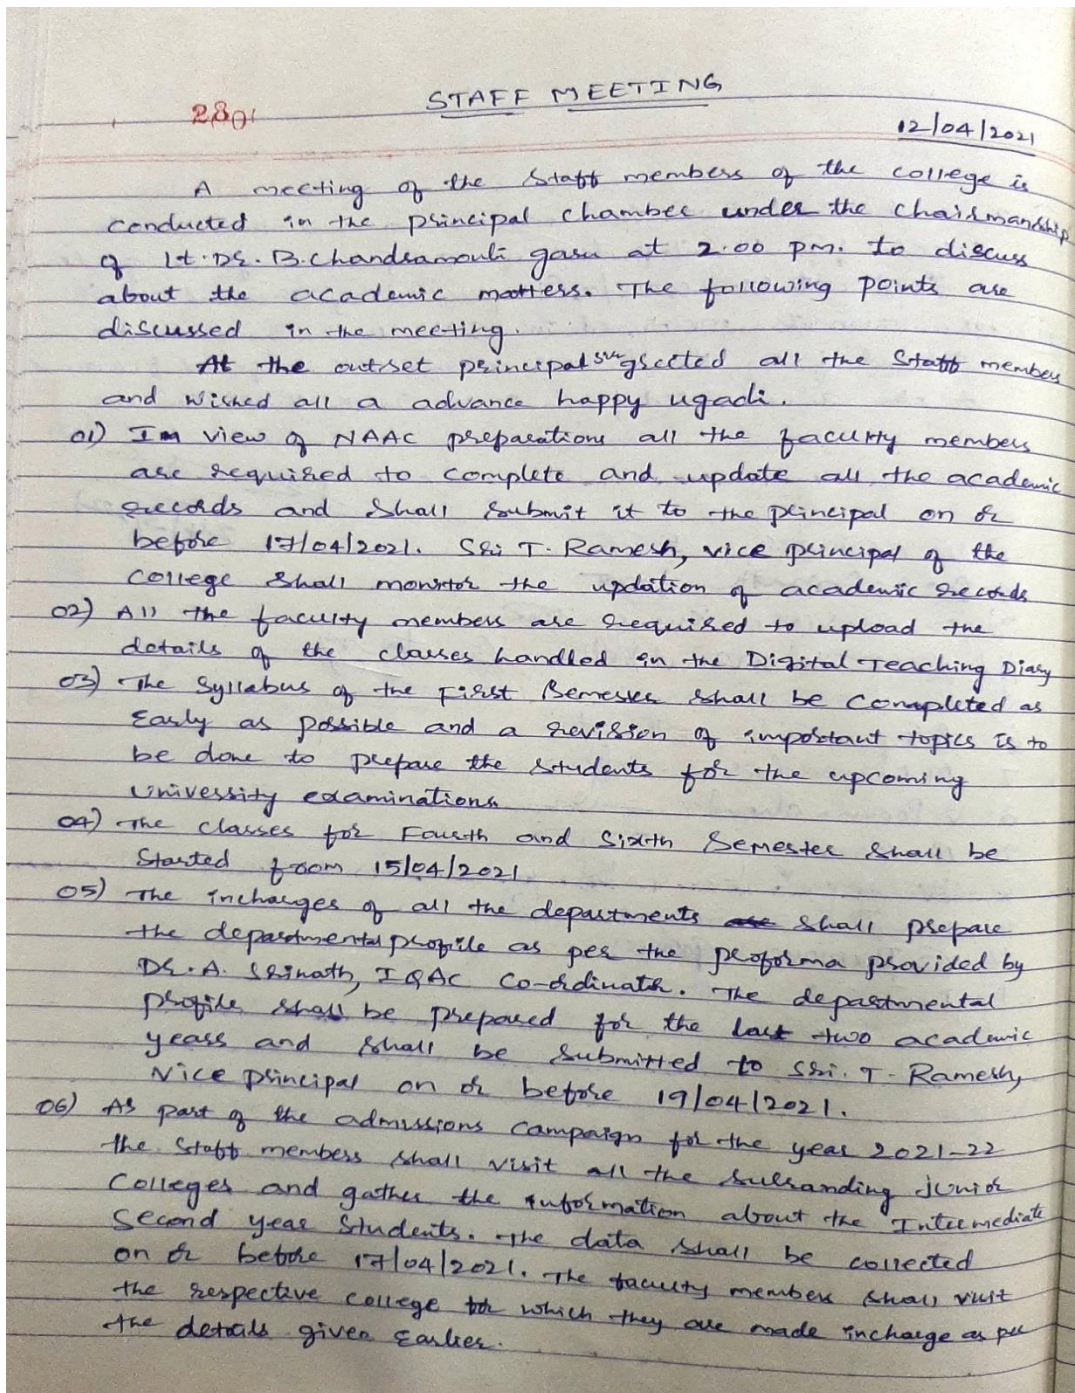 STAFF MEETING
280
12/04/2021
A meeting of the staff members of the college is
conducted in the principal chamber under the chairmanship
of Lt. Dr. B. Chandramouli garu at 2.00 pm. to discuss
about the academic matters. The following points are
discussed in the meeting.
At the outset principal sir greeted all the staff members
and wished all a advance happy ugadi.
01) In view of NAAC preparations all the faculty members
are required to complete and update all the academic
records and shall submit it to the principal on or
before 17/04/2021. Sri T. Ramesh, vice principal of the
college shall monitor the updation of academic records
02) All the faculty members are required to upload the
details of the classes handled in the Digital Teaching Diary
03) The syllabus of the First Semester shall be completed as
Early as possible and a revision of important topics is to
be done to prepare the students for the upcoming
University examinations
04) The classes for Fourth and Sixth Semester shall be
started from 15/04/2021
05) The incharges of all the departments shall prepare
the departmental profile as per the proforma provided by
Dr. A. Srinath, IQAC Co-ordinator. The departmental
profile shall be prepared for the last two academic
years and shall be submitted to Sri. T. Ramesh,
Vice principal on or before 19/04/2021.
06) As part of the admissions campaign for the year 2021-22
the staff members shall visit all the surranding junior
Colleges and gather the information about the Intermediate
Second year Students. The data shall be collected
on or before 17/04/2021. The faculty members shall visit
the respective college for which they are made incharge as per
the details given Earlier.